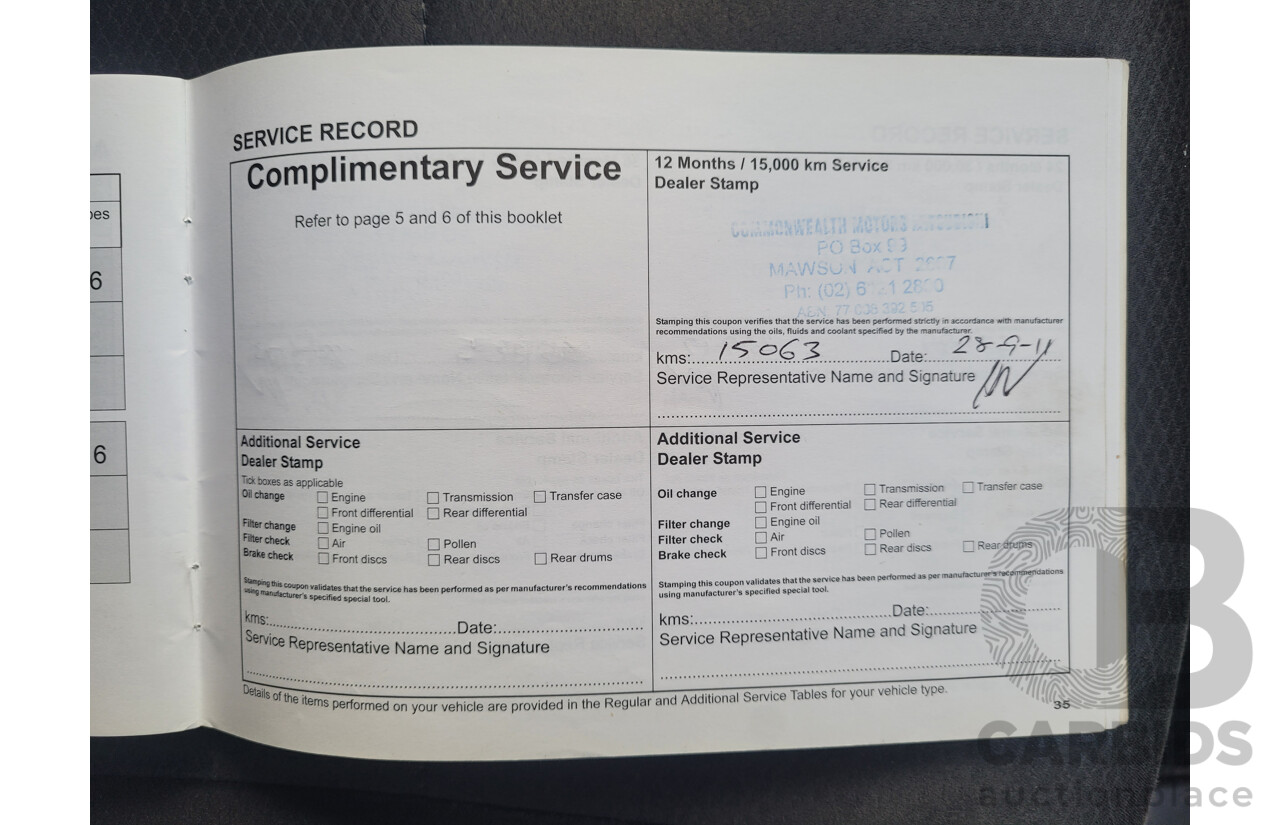 SERVICE RECORD
Complimentary Service
Refer to page 5 and 6 of this booklet
12 Months / 15,000 km Service
Dealer Stamp
COMMONWEALTH MOTORS
PO Box
MAWSON ACT
Ph: (02)
Stamping this coupon verifies that the service has been performed strictly in accordance with manufacturer
recommendations using the oils, fluids and coolant specified by the manufacturer.
kms: 15063 Date: 28-9-11
Service Representative Name and Signature
Additional Service
Dealer Stamp
Tick boxes as applicable
Oil change Engine Transmission Transfer case
Front differential Rear differential
Filter change Engine oil
Filter check Air Pollen
Brake check Front discs Rear discs Rear drums
Stamping this coupon validates that the service has been performed as per manufacturer's recommendations
using manufacturer's specified special tool.
kms: Date:
Service Representative Name and Signature
Additional Service
Dealer Stamp
Oil change Engine Transmission Transfer case
Front differential Rear differential
Filter change Engine oil
Filter check Air Pollen
Brake check Front discs Rear discs Rear drums
Stamping this coupon validates that the service has been performed as per manufacturer's recommendations
using manufacturer's specified special tool.
kms: Date:
Service Representative Name and Signature
Details of the items performed on your vehicle are provided in the Regular and Additional Service Tables for your vehicle type.
35
6
6
CARBIDS
auctionplace